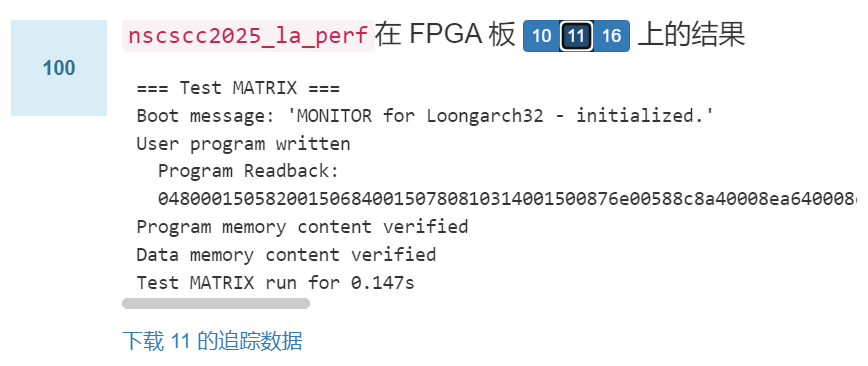 100
nscscc2025_la_perf 在 FPGA 板 10 11 16 上的结果
=== Test MATRIX ===
Boot message: 'MONITOR for Loongarch32 - initialized.'
User program written
Program Readback:
048000150582001506840015078081031400150087 6e00588c8a40008ea640008
Program memory content verified
Data memory content verified
Test MATRIX run for 0.147s
下载 11 的追踪数据